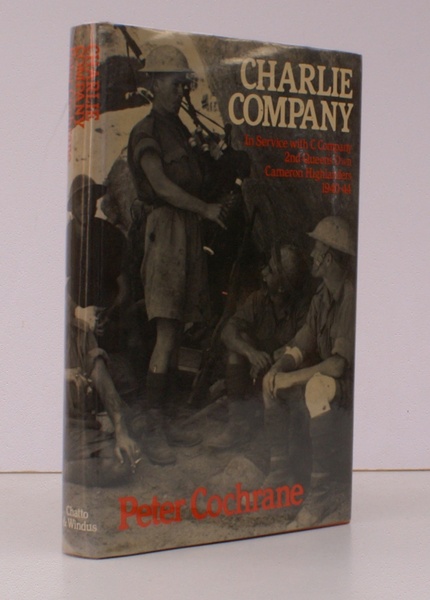 CHARLIE
COMPANY
In Service with C Company
2nd Queen's Own
Cameron Highlanders
1940-44
Peter Cochrane
Chatto
& Windus